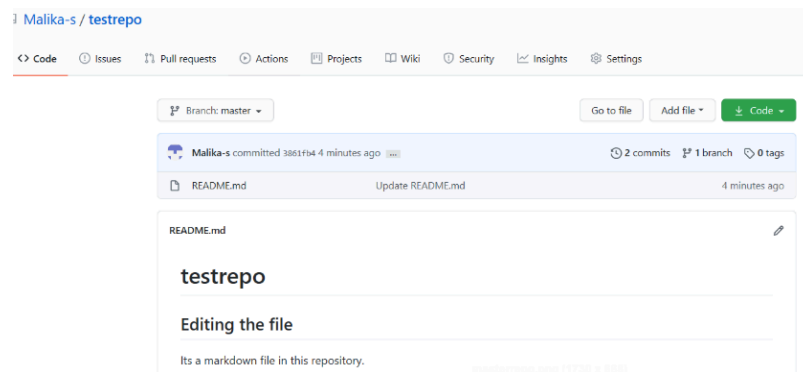 Malika-s / testrepo
Code Issues Pull requests Actions Projects Wiki Security Insights Settings
Branch: master Go to file Add file Code
Malika-s committed 3861fb4 4 minutes ago ... 2 commits 1 branch 0 tags
README.md Update README.md 4 minutes ago
README.md
testrepo
Editing the file
Its a markdown file in this repository.